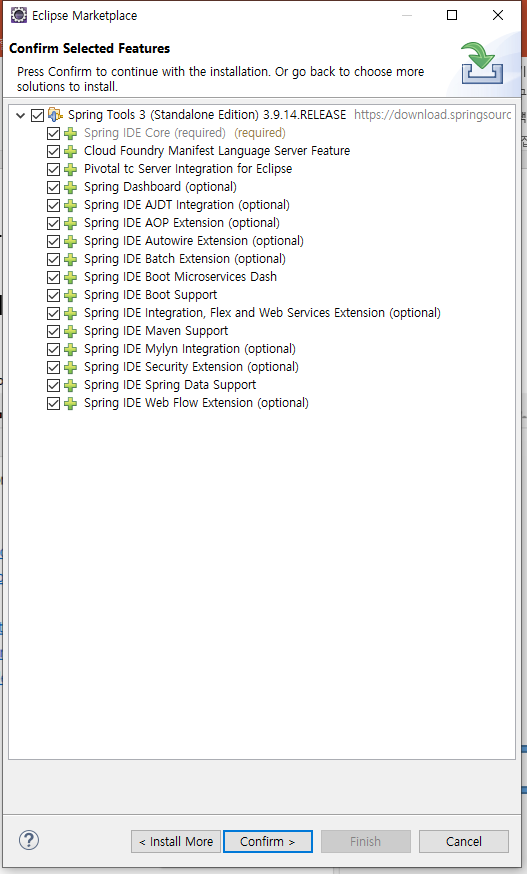 Eclipse Marketplace
Confirm Selected Features
Press Confirm to continue with the installation. Or go back to choose more
solutions to install.
Spring Tools 3 (Standalone Edition) 3.9.14.RELEASE https://download.springsourc
Spring IDE Core (required) (required)
Cloud Foundry Manifest Language Server Feature
Pivotal tc Server Integration for Eclipse
Spring Dashboard (optional)
Spring IDE AJDT Integration (optional)
Spring IDE AOP Extension (optional)
Spring IDE Autowire Extension (optional)
Spring IDE Batch Extension (optional)
Spring IDE Boot Microservices Dash
Spring IDE Boot Support
Spring IDE Integration, Flex and Web Services Extension (optional)
Spring IDE Maven Support
Spring IDE Mylyn Integration (optional)
Spring IDE Security Extension (optional)
Spring IDE Spring Data Support
Spring IDE Web Flow Extension (optional)
? < Install More Confirm > Finish Cancel